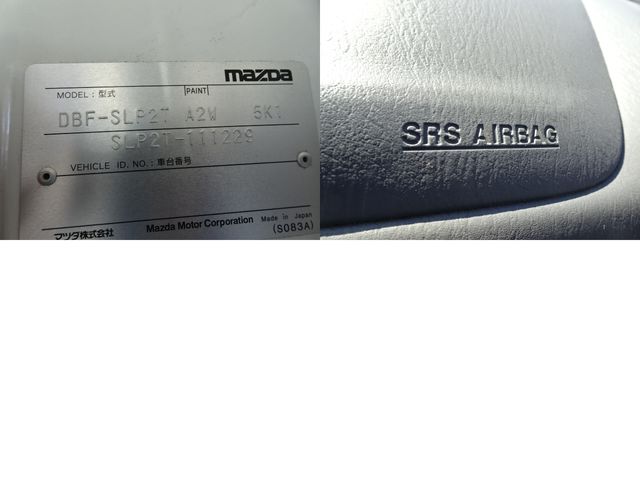 mazda
MODEL：型式 PAINT
DBF-SLP2T A2W 5K1
SLP2T-111229
VEHICLE ID. NO.：車台番号
マツダ株式会社 Mazda Motor Corporation Made in Japan
(S083A)
SRS AIRBAG